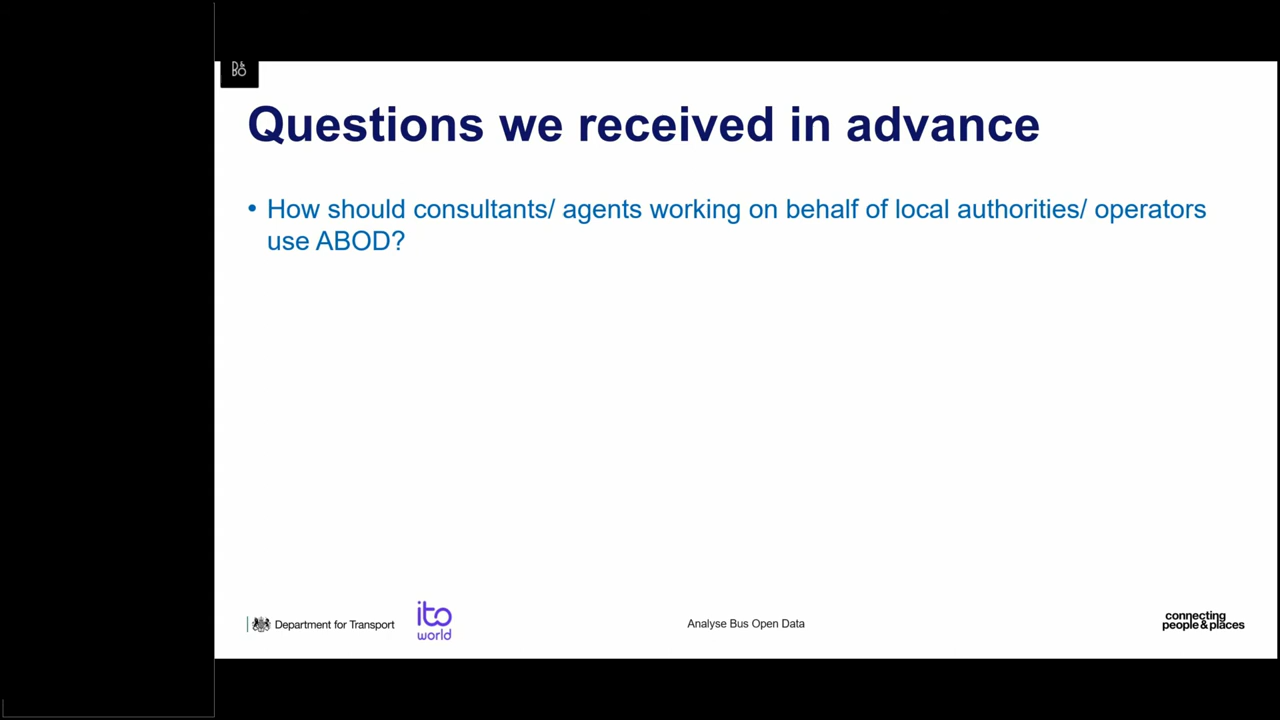 Questions we received in advance
• How should consultants/ agents working on behalf of local authorities/ operators
use ABOD?
Department for Transport
ito
world
Analyse Bus Open Data
connecting
people&places